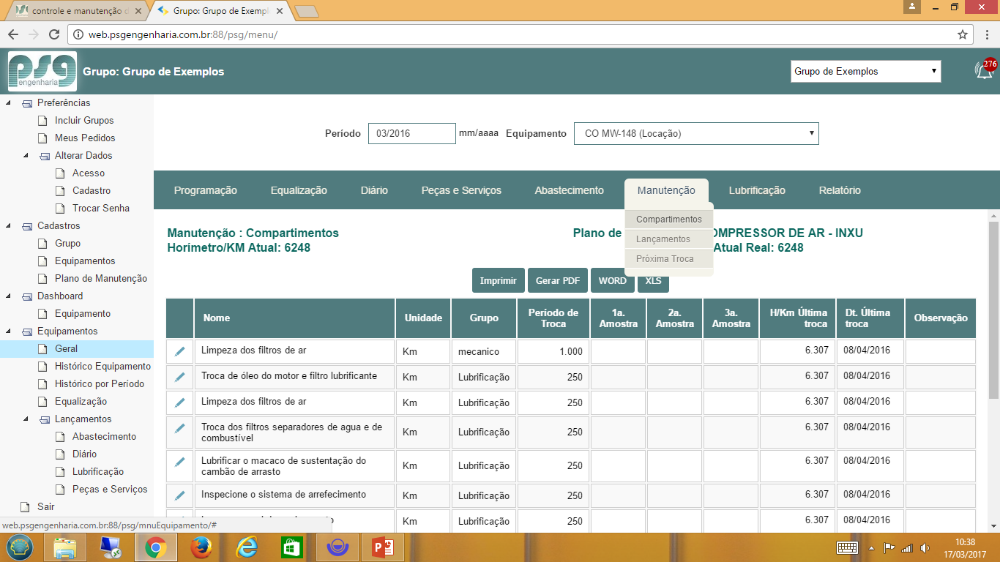 controle e manutenção d
Grupo: Grupo de Exempl
web.psgengenharia.com.br:88/psg/menu/
psg
engenharia
Grupo: Grupo de Exemplos
Grupo de Exemplos
276
Preferências
Incluir Grupos
Meus Pedidos
Alterar Dados
Acesso
Cadastro
Trocar Senha
Cadastros
Grupo
Equipamentos
Plano de Manutenção
Dashboard
Equipamento
Equipamentos
Geral
Histórico Equipamento
Histórico por Período
Equalização
Lançamentos
Abastecimento
Diário
Lubrificação
Peças e Serviços
Sair
web.psgengenharia.com.br:88/psg/mnuEquipamento/#
Período 03/2016 mm/aaaa Equipamento CO MW-148 (Locação)
Programação Equalização Diário Peças e Serviços Abastecimento Manutenção Lubrificação Relatório
Compartimentos
Lançamentos
Próxima Troca
Manutenção : Compartimentos Plano de OMPRESSOR DE AR - INXU
Horímetro/KM Atual: 6248 Atual Real: 6248
Imprimir Gerar PDF WORD XLS
Nome Unidade Grupo Período de Troca 1a. Amostra 2a. Amostra 3a. Amostra H/Km Última troca Dt. Última troca Observação
Limpeza dos filtros de ar Km mecanico 1.000 6.307 08/04/2016
Troca de óleo do motor e filtro lubrificante Km Lubrificação 250 6.307 08/04/2016
Limpeza dos filtros de ar Km Lubrificação 250 6.307 08/04/2016
Troca dos filtros separadores de agua e de combustível Km Lubrificação 250 6.307 08/04/2016
Lubrificar o macaco de sustentação do cambão de arrasto Km Lubrificação 250 6.307 08/04/2016
Inspecione o sistema de arrefecimento Km Lubrificação 250 6.307 08/04/2016
Km Lubrificação 250 6.307 08/04/2016
10:38
17/03/2017